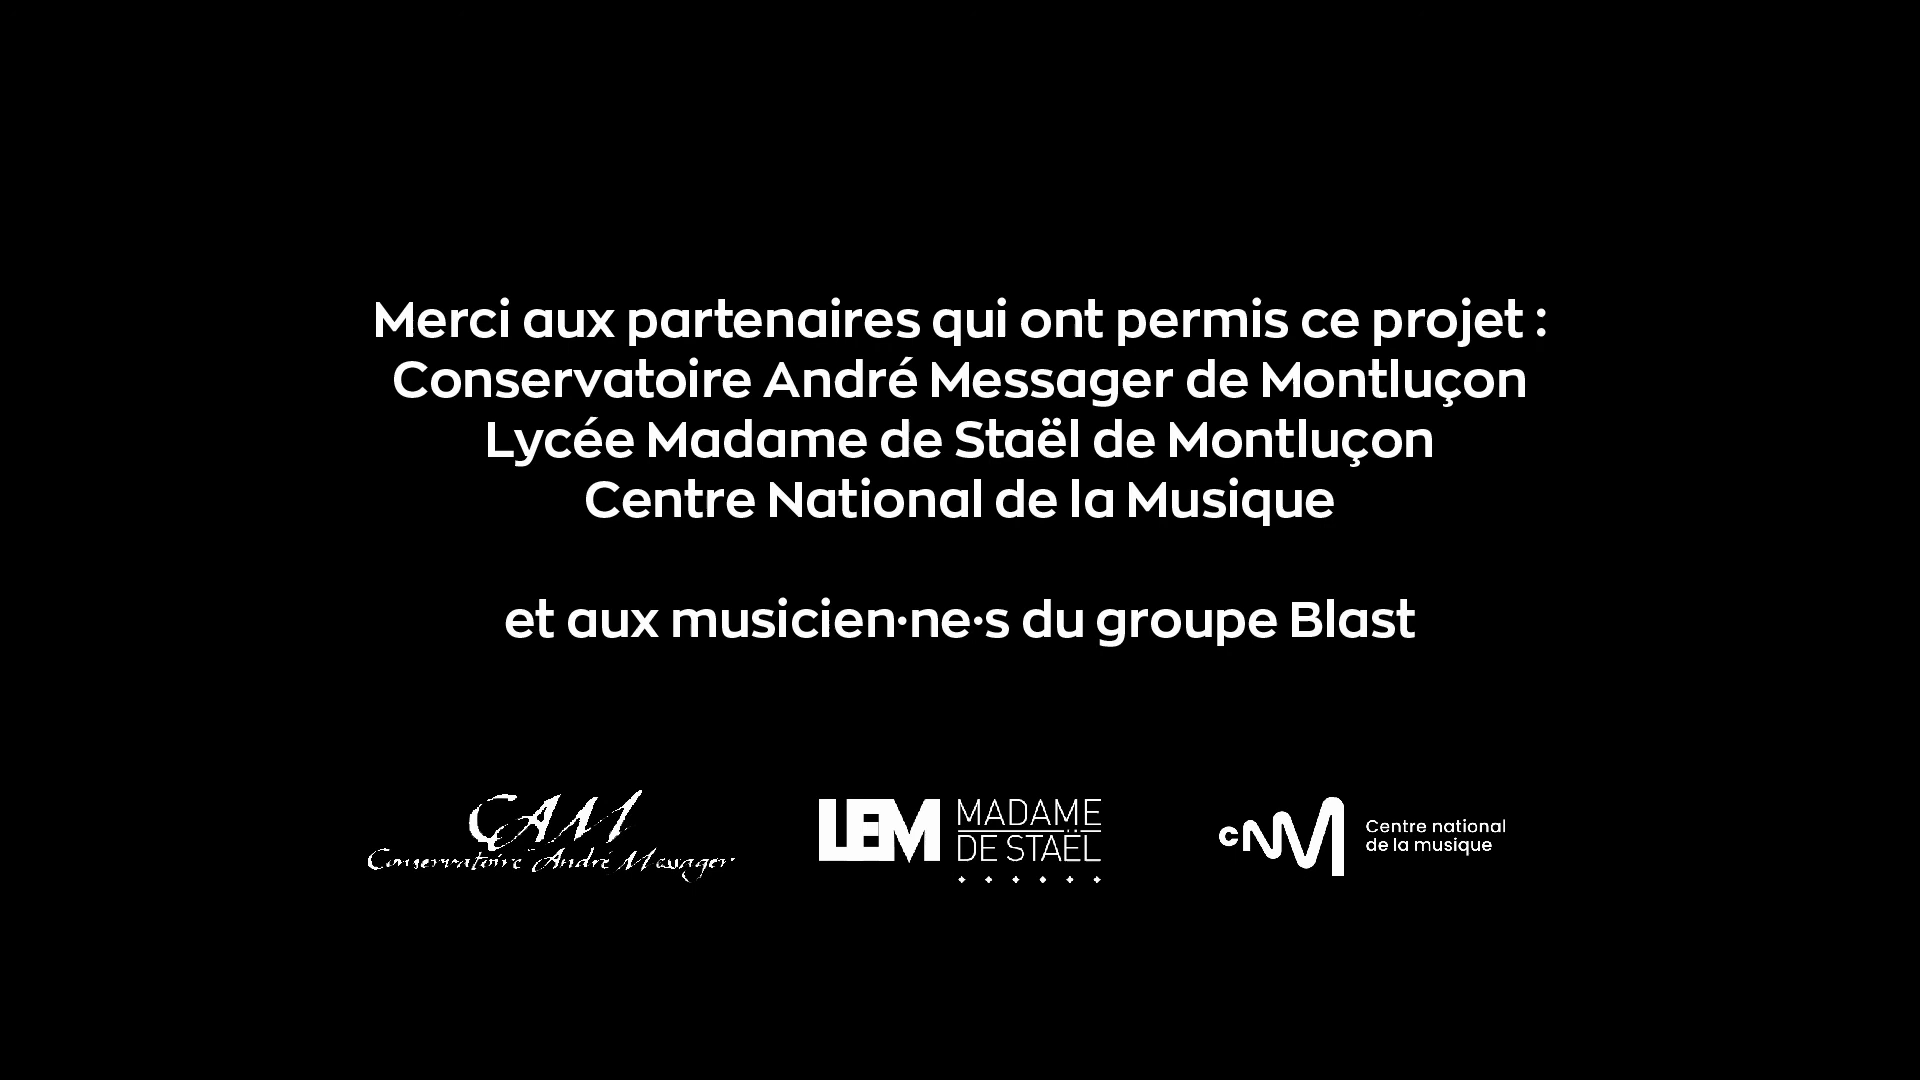 Merci aux partenaires qui ont permis ce projet :
Conservatoire André Messager de Montluçon
Lycée Madame de Staël de Montluçon
Centre National de la Musique
et aux musicien·ne·s du groupe Blast
CAM
Conservatoire André Messager
LEM
MADAME
DE STAËL
CNM
Centre national
de la musique